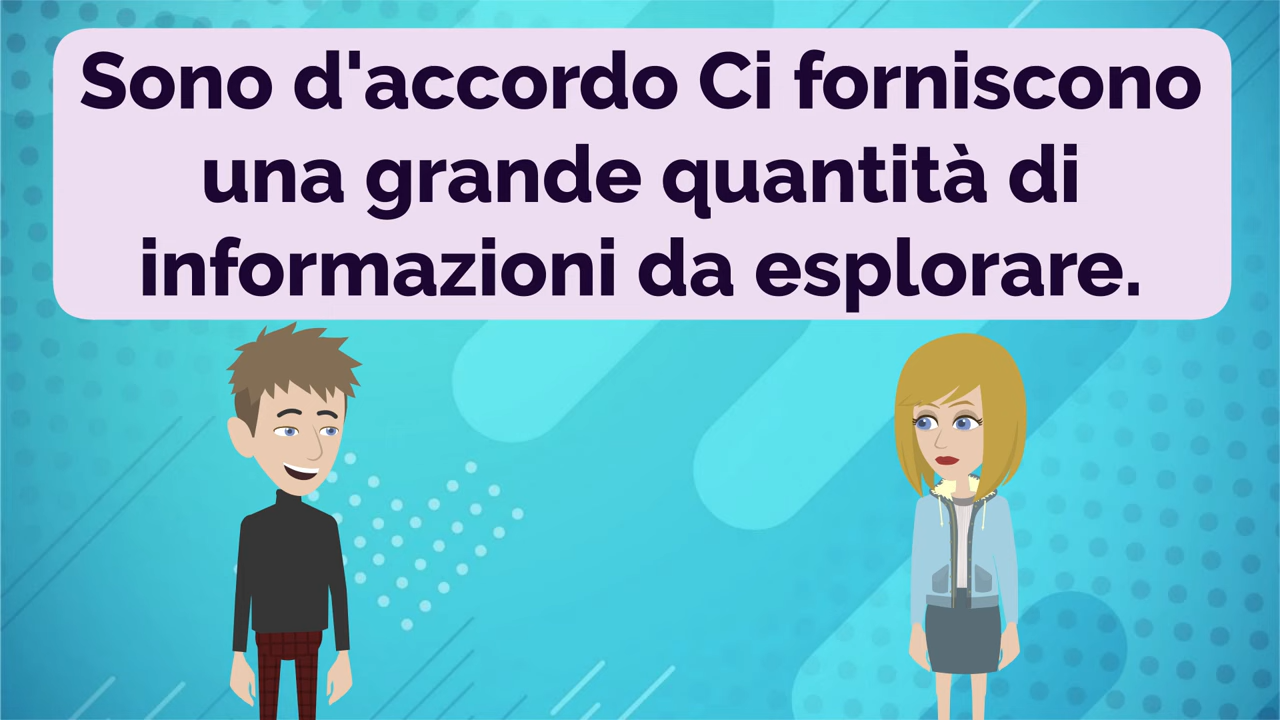 Sono d'accordo Ci forniscono
una grande quantità di
informazioni da esplorare.